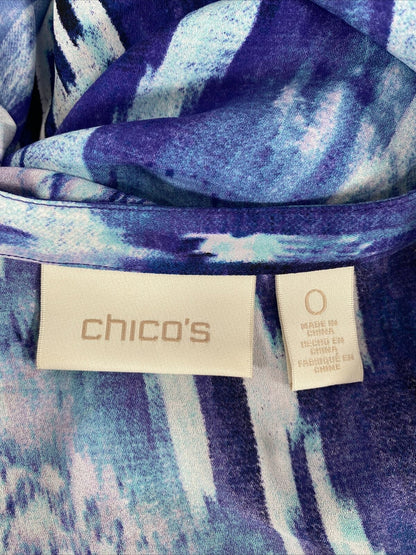 chico's
0
MADE IN
CHINA
HECHO EN
CHINA
FABRIQUÉ EN
CHINE